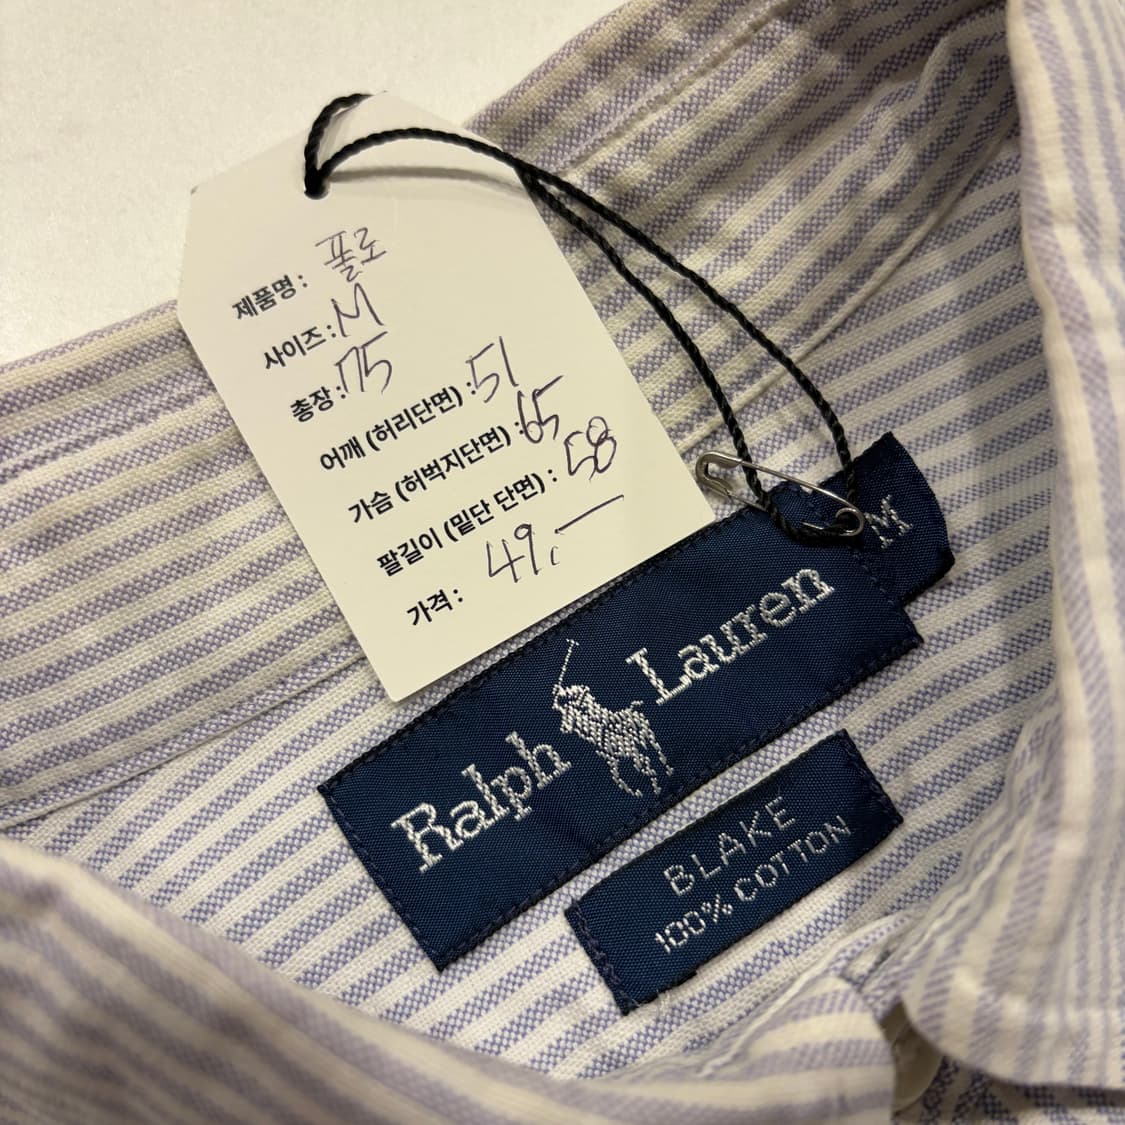 제품명 : 폴로
사이즈 : M
총장 : 75
어깨 (허리단면) : 51
가슴 (허벅지단면) : 65
팔길이 (밑단 단면) : 58
가격 : 49.-
M
Ralph Lauren
BLAKE
100% COTTON